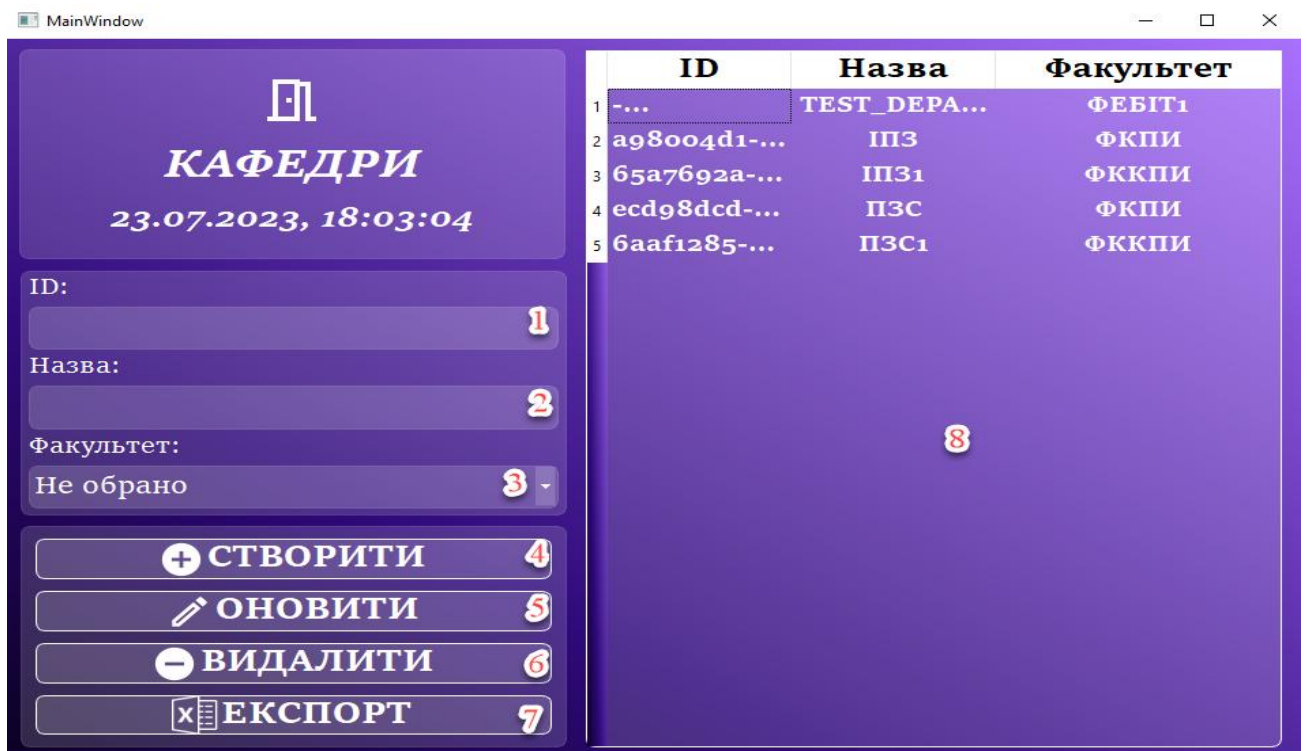 MainWindow
КАФЕДРИ
23.07.2023, 18:03:04
ID:
1
Назва:
2
Факультет:
Не обрано 3
СТВОРИТИ 4
ОНОВИТИ 5
ВИДАЛИТИ 6
X ЕКСПОРТ 7
ID Назва Факультет
1 -... TEST_DEPA... ФЕБІТ1
2 a98004d1-... ІПЗ ФКПИ
3 65a7692a-... ІПЗ1 ФККПИ
4 ecd98dcd-... ПЗС ФКПИ
5 6aaf1285-... ПЗС1 ФККПИ
8